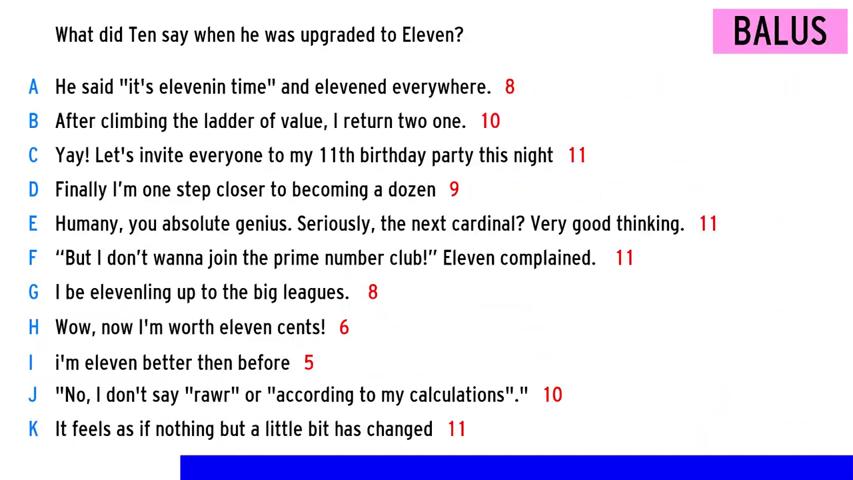 What did Ten say when he was upgraded to Eleven?
BALUS
A He said "it's elevenin time" and elevened everywhere. 8
B After climbing the ladder of value, I return two one. 10
C Yay! Let's invite everyone to my 11th birthday party this night 11
D Finally I’m one step closer to becoming a dozen 9
E Humany, you absolute genius. Seriously, the next cardinal? Very good thinking. 11
F “But I don’t wanna join the prime number club!” Eleven complained. 11
G I be elevenling up to the big leagues. 8
H Wow, now I'm worth eleven cents! 6
I i'm eleven better then before 5
J "No, I don't say "rawr" or "according to my calculations"." 10
K It feels as if nothing but a little bit has changed 11